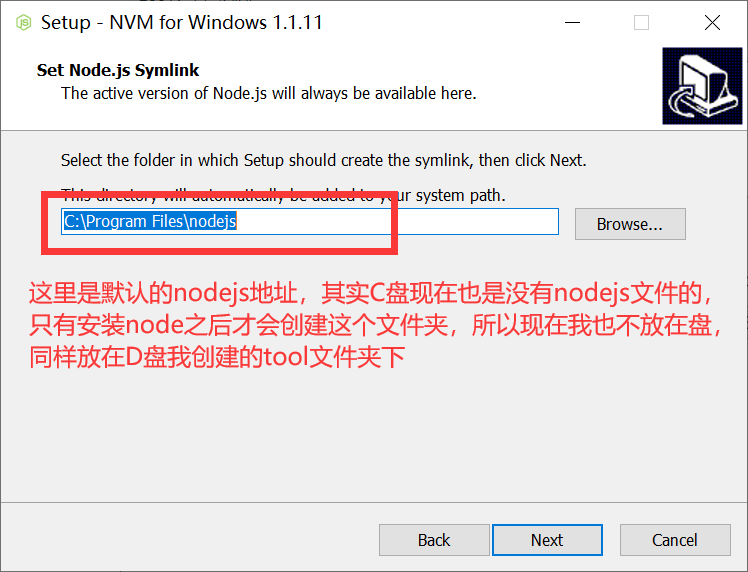 Setup - NVM for Windows 1.1.11
Set Node.js Symlink
The active version of Node.js will always be available here.
Select the folder in which Setup should create the symlink, then click Next.
This directory will automatically be added to your system path.
C:\Program Files\nodejs
Browse...
这里是默认的nodejs地址，其实C盘现在也是没有nodejs文件的，
只有安装node之后才会创建这个文件夹，所以现在我也不放在盘，
同样放在D盘我创建的tool文件夹下
Back
Next
Cancel